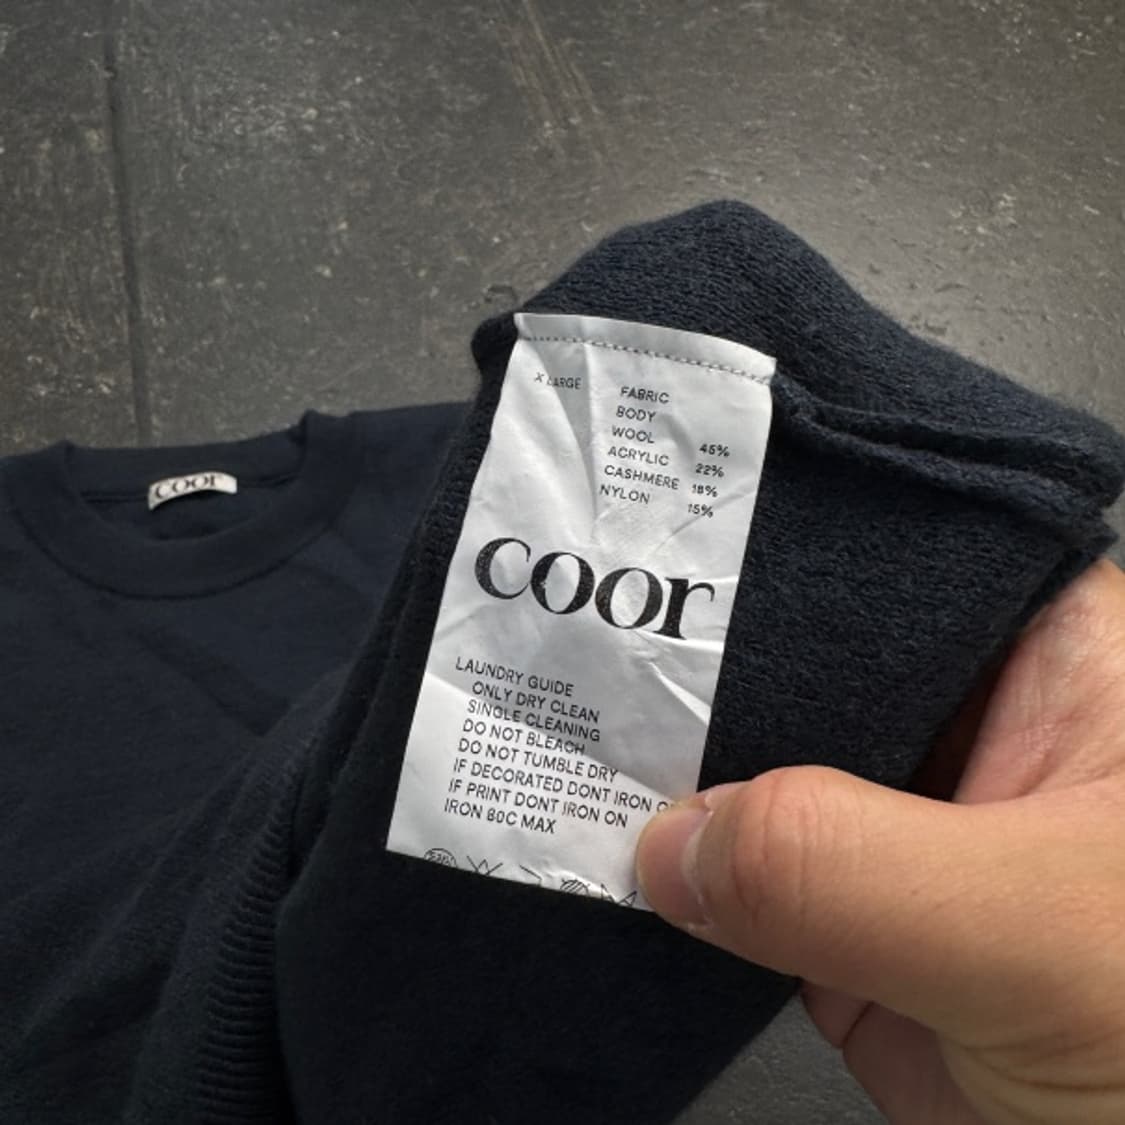 coor
X LARGE
FABRIC
BODY
WOOL 45%
ACRYLIC 22%
CASHMERE 18%
NYLON 15%
coor
LAUNDRY GUIDE
ONLY DRY CLEAN
SINGLE CLEANING
DO NOT BLEACH
DO NOT TUMBLE DRY
IF DECORATED DONT IRON
IF PRINT DONT IRON ON
IRON 80C MAX